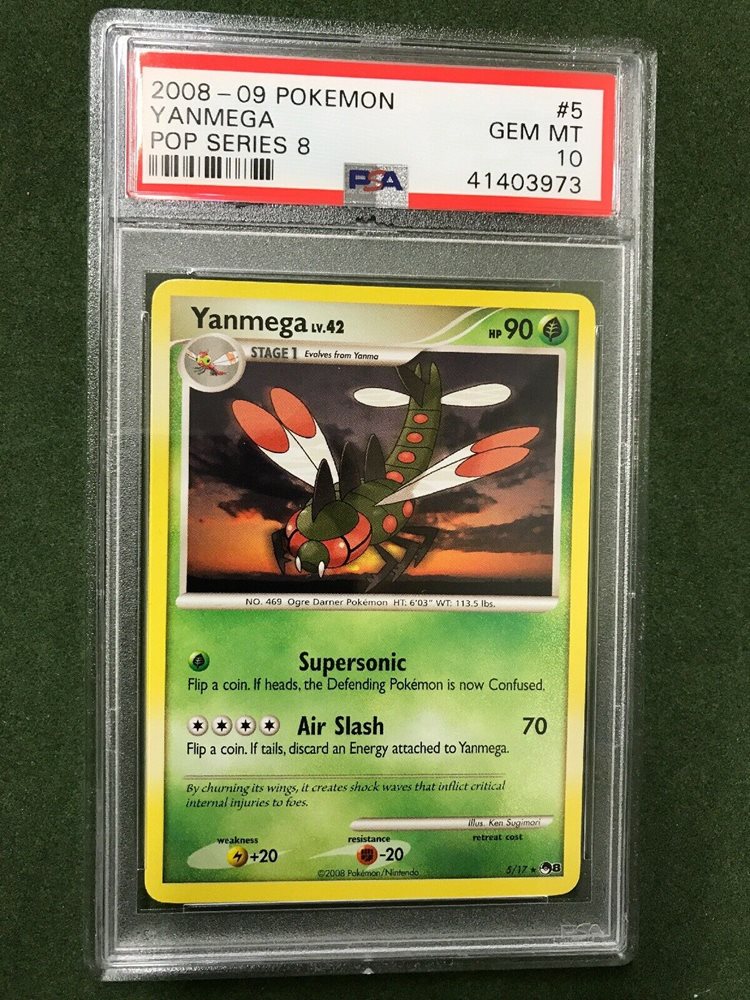 2008 - 09 POKEMON #5
YANMEGA GEM MT
POP SERIES 8 10
PSA 41403973
Yanmega LV.42 HP 90
STAGE 1 Evolves from Yanma
NO. 469 Ogre Darner Pokémon HT: 6'03" WT: 113.5 lbs.
Supersonic
Flip a coin. If heads, the Defending Pokémon is now Confused.
Air Slash 70
Flip a coin. If tails, discard an Energy attached to Yanmega.
By churning its wings, it creates shock waves that inflict critical
internal injuries to foes.
Illus. Ken Sugimori
weakness resistance retreat cost
+20 -20
©2008 Pokémon/Nintendo 5/17 ★ 8
PSA